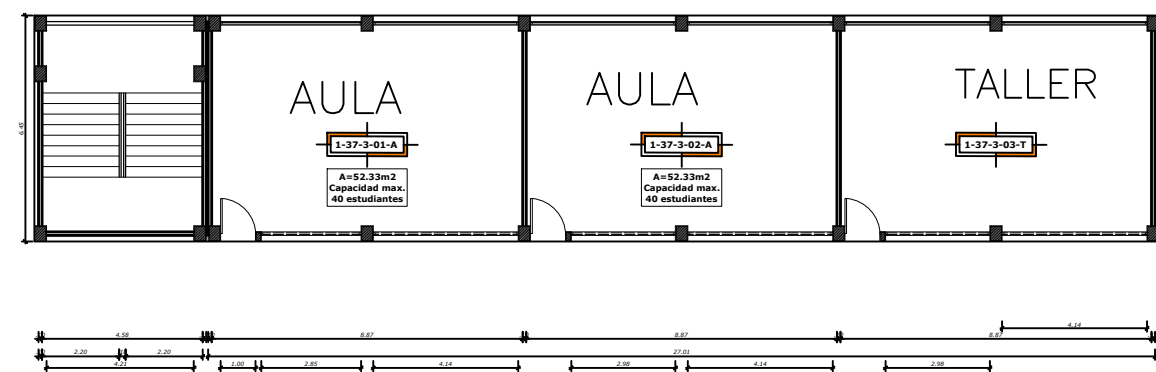 AULA
AULA
TALLER
6.45
1-37-3-01-A
1-37-3-02-A
1-37-3-03-T
A=52.33m2
Capacidad max.
40 estudiantes
A=52.33m2
Capacidad max.
40 estudiantes
4.58
8.87
8.87
8.87
4.14
2.20
2.20
27.01
4.21
1.00
2.85
4.14
2.98
4.14
2.98